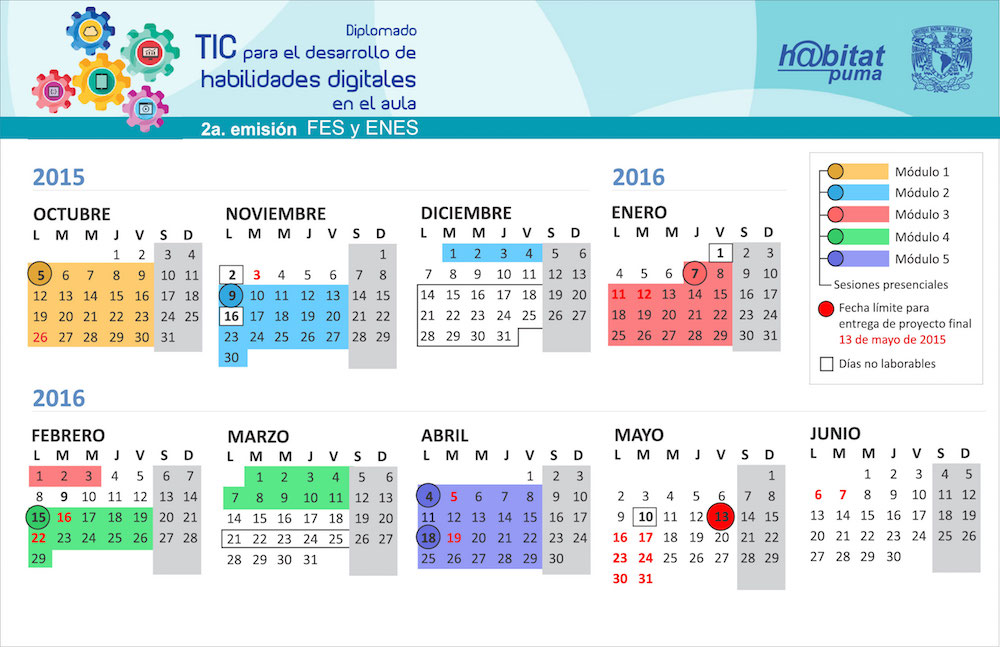 Diplomado
TIC para el desarrollo de
habilidades digitales
en el aula
h@bitat
puma
2a. emisión FES y ENES
2015
OCTUBRE
L M M J V S D
1 2 3 4
5 6 7 8 9 10 11
12 13 14 15 16 17 18
19 20 21 22 23 24 25
26 27 28 29 30 31
NOVIEMBRE
L M M J V S D
1
2 3 4 5 6 7 8
9 10 11 12 13 14 15
16 17 18 19 20 21 22
23 24 25 26 27 28 29
30
DICIEMBRE
L M M J V S D
1 2 3 4 5 6
7 8 9 10 11 12 13
14 15 16 17 18 19 20
21 22 23 24 25 26 27
28 29 30 31
2016
ENERO
L M M J V S D
1 2 3
4 5 6 7 8 9 10
11 12 13 14 15 16 17
18 19 20 21 22 23 24
25 26 27 28 29 30 31
Módulo 1
Módulo 2
Módulo 3
Módulo 4
Módulo 5
Sesiones presenciales
Fecha límite para
entrega de proyecto final
13 de mayo de 2015
Días no laborables
2016
FEBRERO
L M M J V S D
1 2 3 4 5 6 7
8 9 10 11 12 13 14
15 16 17 18 19 20 21
22 23 24 25 26 27 28
29
MARZO
L M M J V S D
1 2 3 4 5 6
7 8 9 10 11 12 13
14 15 16 17 18 19 20
21 22 23 24 25 26 27
28 29 30 31
ABRIL
L M M J V S D
1 2 3
4 5 6 7 8 9 10
11 12 13 14 15 16 17
18 19 20 21 22 23 24
25 26 27 28 29 30
MAYO
L M M J V S D
1
2 3 4 5 6 7 8
9 10 11 12 13 14 15
16 17 18 19 20 21 22
23 24 25 26 27 28 29
30 31
JUNIO
L M M J V S D
1 2 3 4 5
6 7 8 9 10 11 12
13 14 15 16 17 18 19
20 21 22 23 24 25 26
27 28 29 30